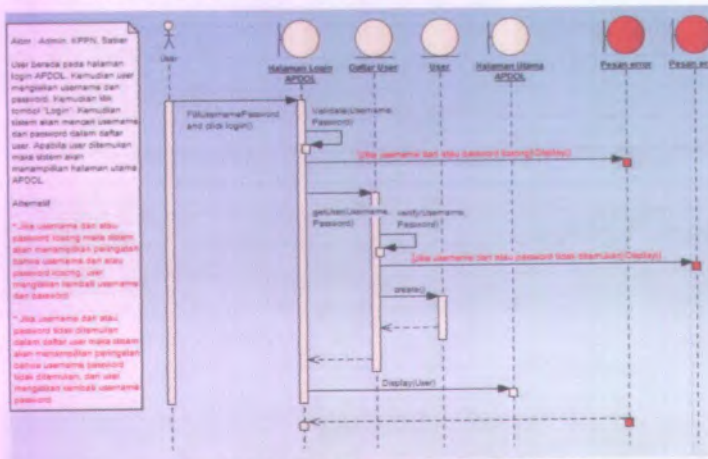 Aktor : Admin, KPPN, Satker
User berada pada halaman
login APDOL. Kemudian user
mengisikan username dan
password. Kemudian klik
tombol "Login". Kemudian
sistem akan mencari username
dan password dalam daftar
user. Apabila user ditemukan
maka sistem akan
menampilkan halaman utama
APDOL.
Alternatif
* Jika username dan atau
password kosong maka sistem
akan menampilkan peringatan
bahwa username dan atau
password kosong, user
mengisikan kembali username
dan password
* Jika username dan atau
password tidak ditemukan
dalam daftar user maka sistem
akan menampilkan peringatan
bahwa username password
tidak ditemukan, dan user
mengisikan kembali username
password
User
Halaman Login
APDOL
Daftar User
User
Halaman Utama
APDOL
Pesan error
Pesan err
FillUsernamePassword
and click login()
Validate(Username,
Password)
[Jika username dan atau password kosong]:Display()
getUser(Username,
Password)
verify(Username,
Password)
[Jika username dan atau password tidak ditemukan]:Display()
create()
Display(User)